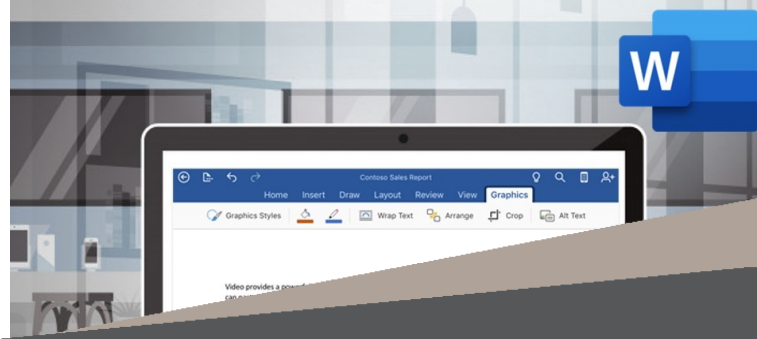 W
Contoso Sales Report
Home Insert Draw Layout Review View Graphics
Graphics Styles Wrap Text Arrange Crop Alt Text
Video provides a
can